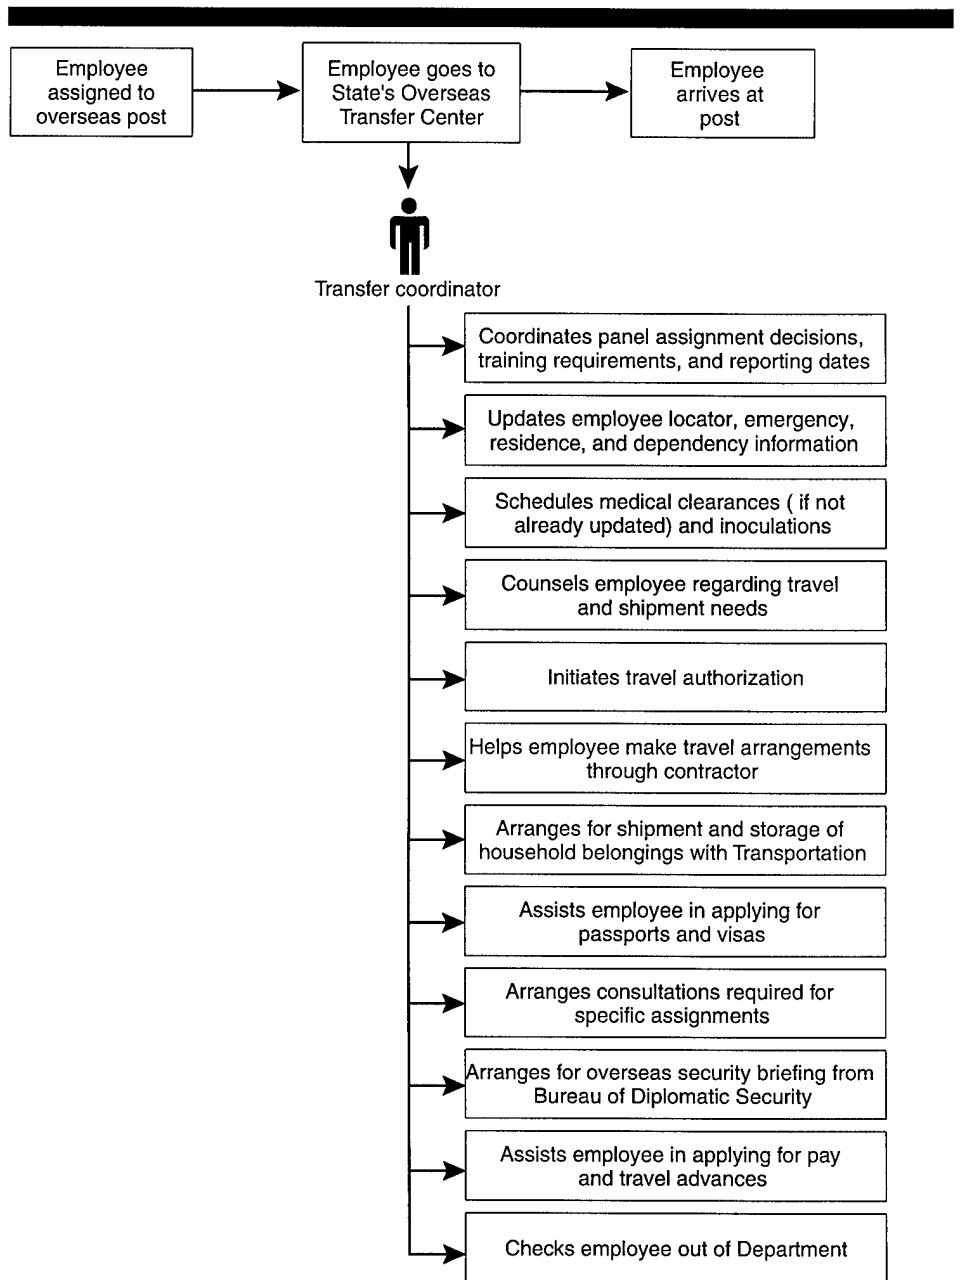 Employee
assigned to
overseas post
Employee goes to
State's Overseas
Transfer Center
Employee
arrives at
post
Transfer coordinator
Coordinates panel assignment decisions,
training requirements, and reporting dates
Updates employee locator, emergency,
residence, and dependency information
Schedules medical clearances ( if not
already updated) and inoculations
Counsels employee regarding travel
and shipment needs
Initiates travel authorization
Helps employee make travel arrangements
through contractor
Arranges for shipment and storage of
household belongings with Transportation
Assists employee in applying for
passports and visas
Arranges consultations required for
specific assignments
Arranges for overseas security briefing from
Bureau of Diplomatic Security
Assists employee in applying for pay
and travel advances
Checks employee out of Department